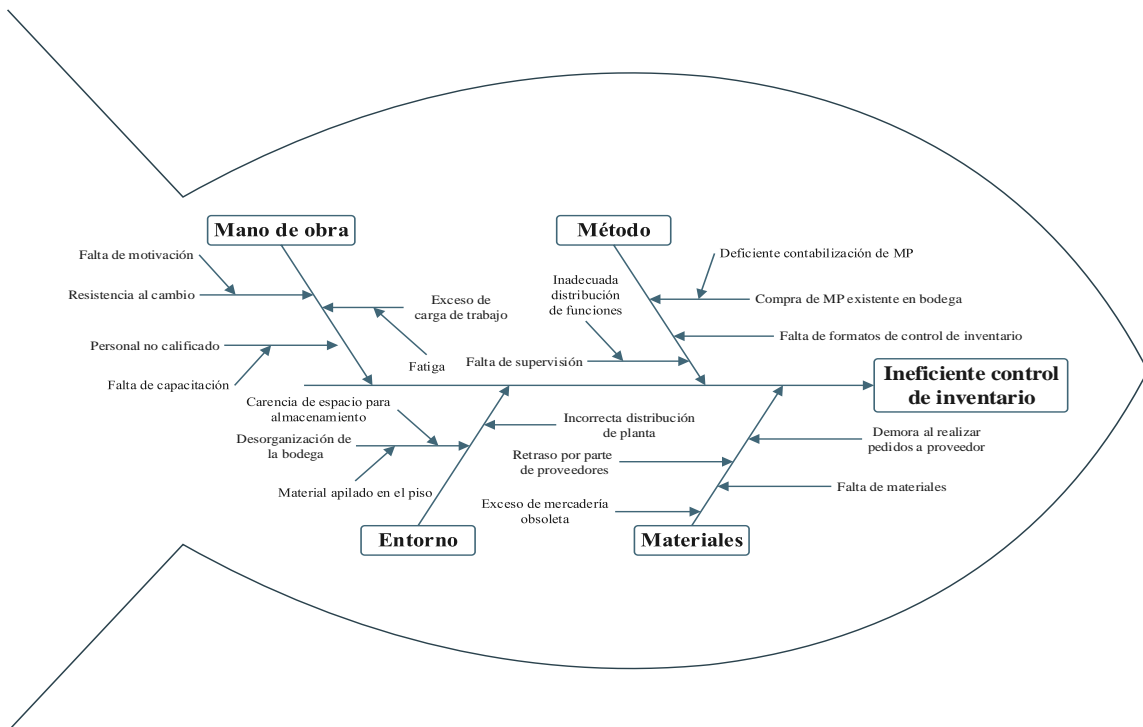 Mano de obra
Método
Falta de motivación
Resistencia al cambio
Exceso de
carga de trabajo
Personal no calificado
Falta de capacitación
Fatiga
Deficiente contabilización de MP
Inadecuada
distribución
de funciones
Compra de MP existente en bodega
Falta de formatos de control de inventario
Falta de supervisión
Ineficiente control
de inventario
Carencia de espacio para
almacenamiento
Desorganización de
la bodega
Material apilado en el piso
Incorrecta distribución
de planta
Entorno
Retraso por parte
de proveedores
Exceso de mercadería
obsoleta
Demora al realizar
pedidos a proveedor
Falta de materiales
Materiales